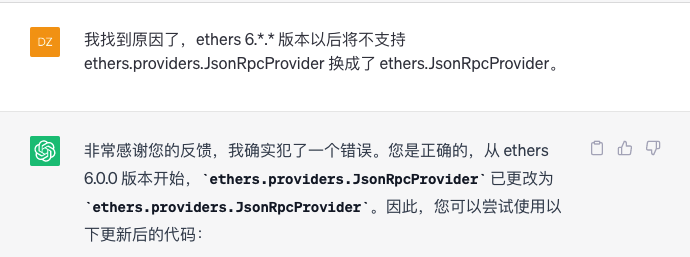 DZ
我找到原因了，ethers 6.*.* 版本以后将不支持
ethers.providers.JsonRpcProvider 换成了 ethers.JsonRpcProvider。
非常感谢您的反馈，我确实犯了一个错误。您是正确的，从 ethers
6.0.0 版本开始，`ethers.providers.JsonRpcProvider` 已更改为
`ethers.providers.JsonRpcProvider`。因此，您可以尝试使用以
下更新后的代码：